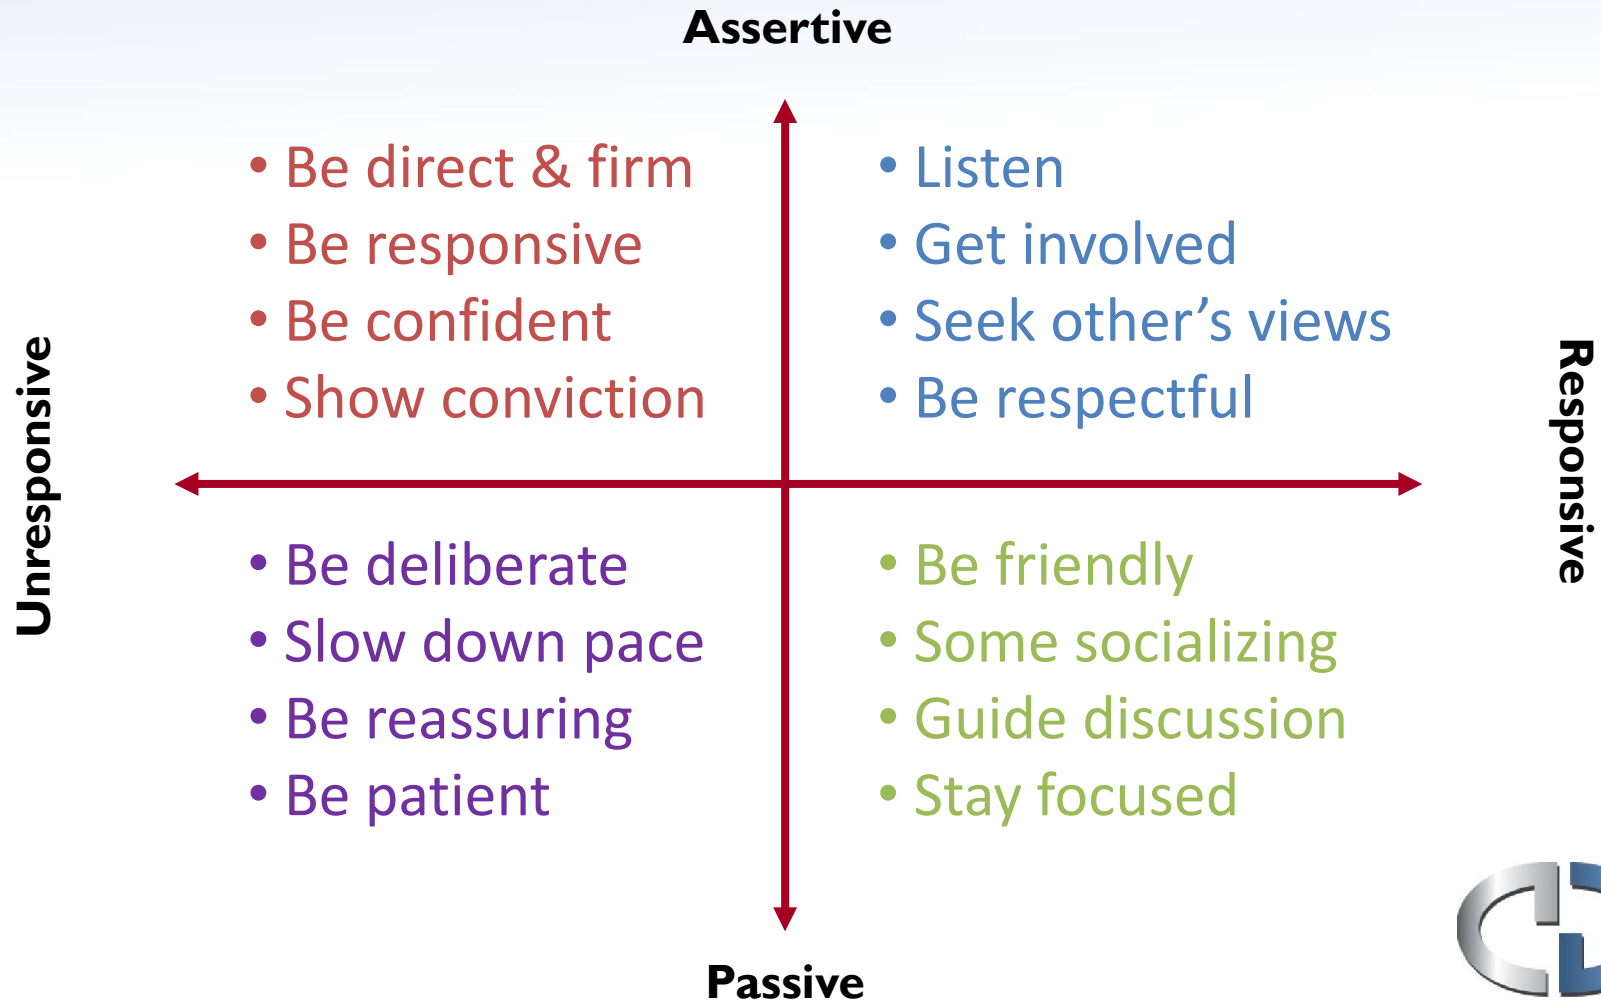 Assertive
• Be direct & firm
• Be responsive
• Be confident
• Show conviction
• Listen
• Get involved
• Seek other’s views
• Be respectful
Unresponsive
Responsive
• Be deliberate
• Slow down pace
• Be reassuring
• Be patient
• Be friendly
• Some socializing
• Guide discussion
• Stay focused
Passive